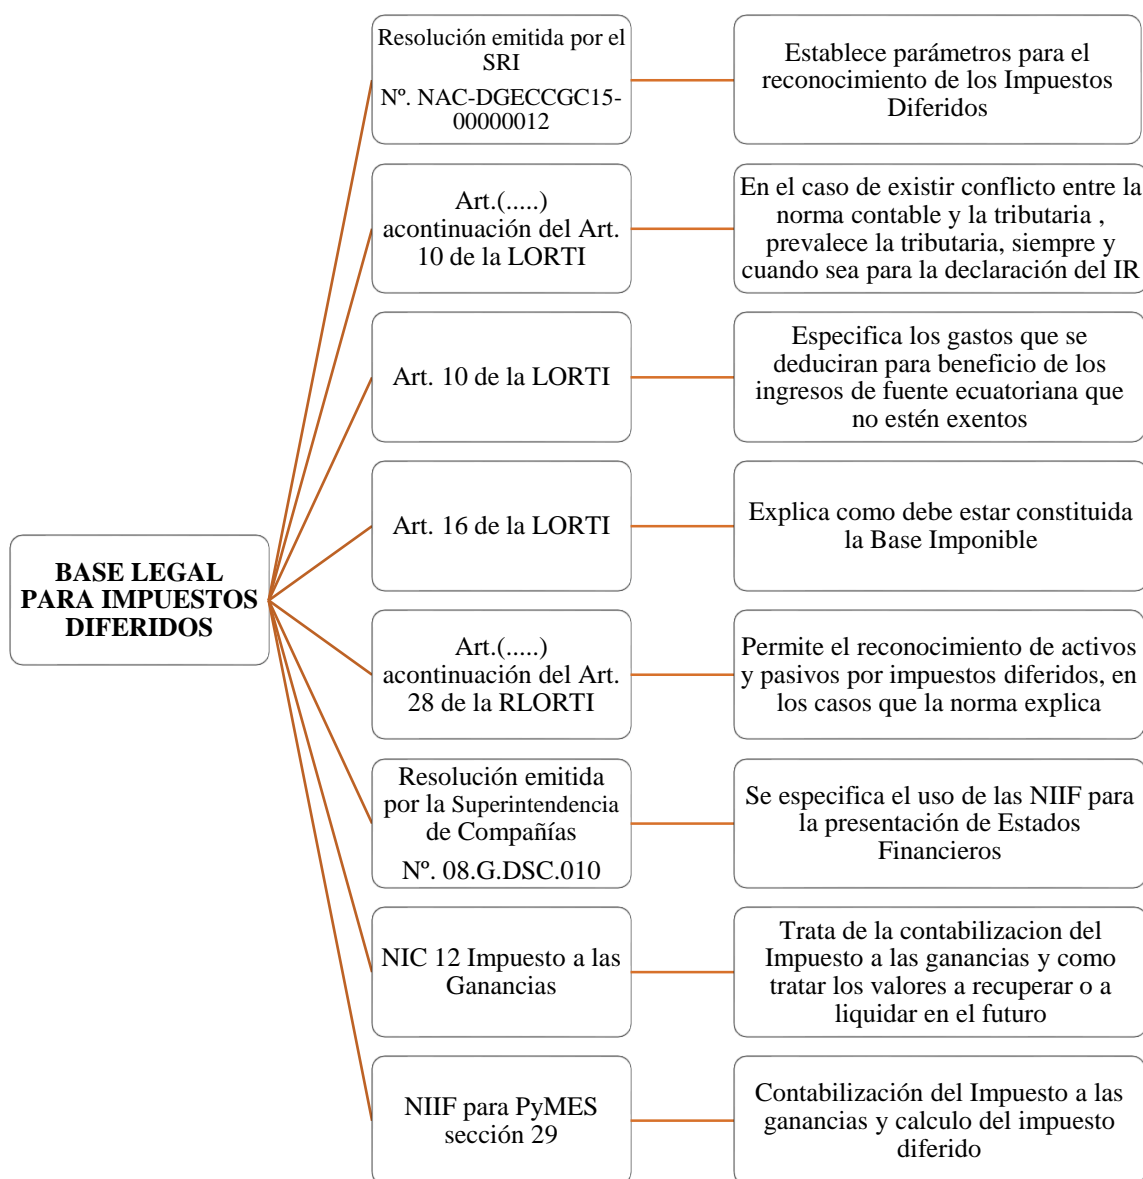 Resolución emitida por el
SRI
Nº. NAC-DGECCGC15-
00000012
Establece parámetros para el
reconocimiento de los Impuestos
Diferidos
Art.(.....)
acontinuación del Art.
10 de la LORTI
En el caso de existir conflicto entre la
norma contable y la tributaria ,
prevalece la tributaria, siempre y
cuando sea para la declaración del IR
Art. 10 de la LORTI
Especifica los gastos que se
deduciran para beneficio de los
ingresos de fuente ecuatoriana que
no estén exentos
Art. 16 de la LORTI
Explica como debe estar constituida
la Base Imponible
BASE LEGAL
PARA IMPUESTOS
DIFERIDOS
Art.(.....)
acontinuación del Art.
28 de la RLORTI
Permite el reconocimiento de activos
y pasivos por impuestos diferidos, en
los casos que la norma explica
Resolución emitida
por la Superintendencia
de Compañías
Nº. 08.G.DSC.010
Se especifica el uso de las NIIF para
la presentación de Estados
Financieros
NIC 12 Impuesto a las
Ganancias
Trata de la contabilizacion del
Impuesto a las ganancias y como
tratar los valores a recuperar o a
liquidar en el futuro
NIIF para PyMES
sección 29
Contabilización del Impuesto a las
ganancias y calculo del impuesto
diferido